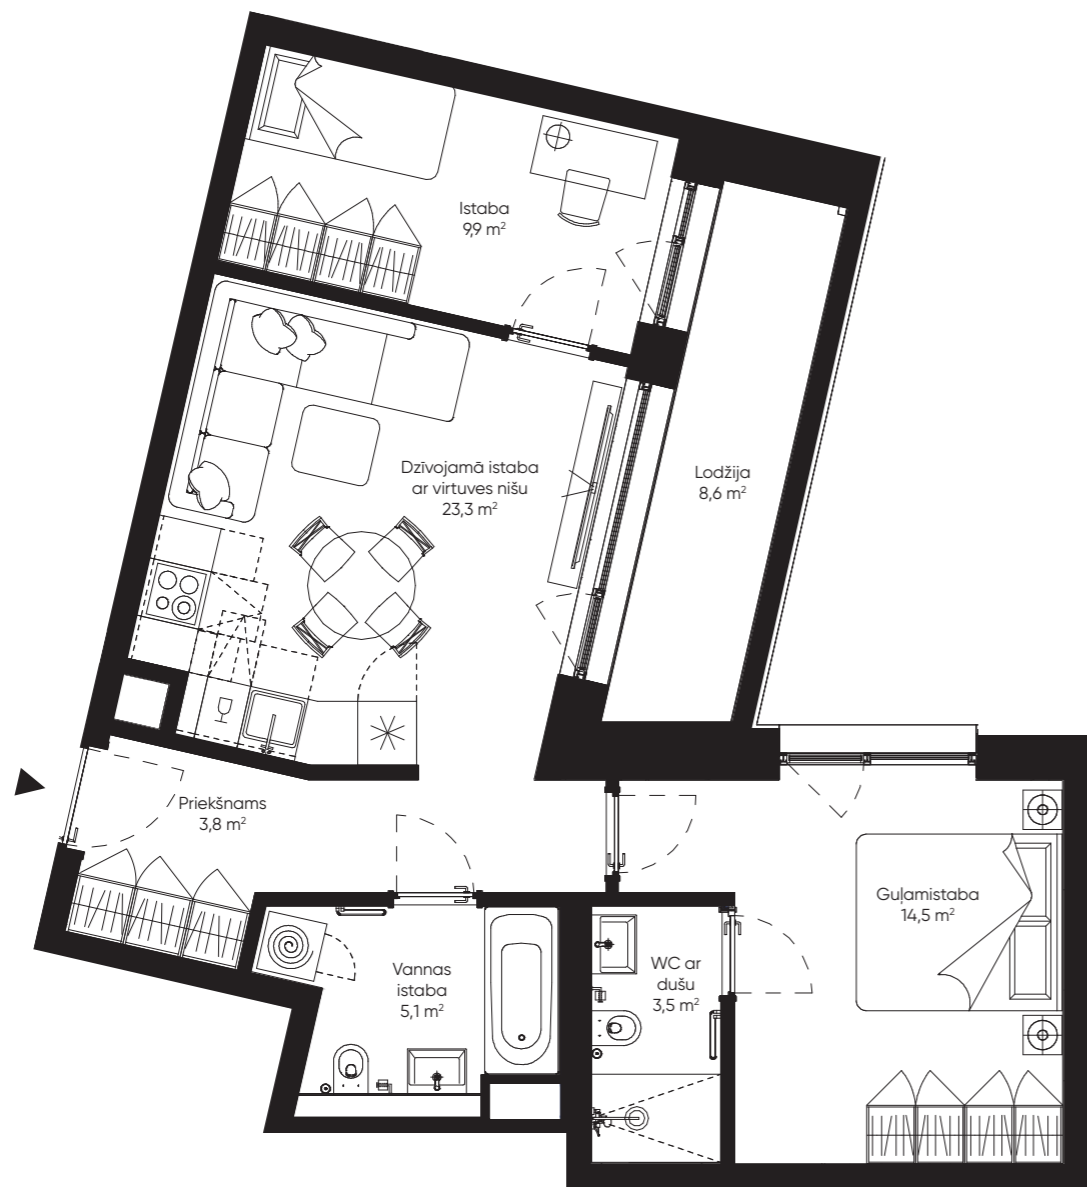 Istaba
9,9 m²
Dzīvojamā istaba
ar virtuves nišu
23,3 m²
Lodžija
8,6 m²
Priekšnams
3,8 m²
Guļamistaba
14,5 m²
Vannas
istaba
5,1 m²
WC ar
dušu
3,5 m²